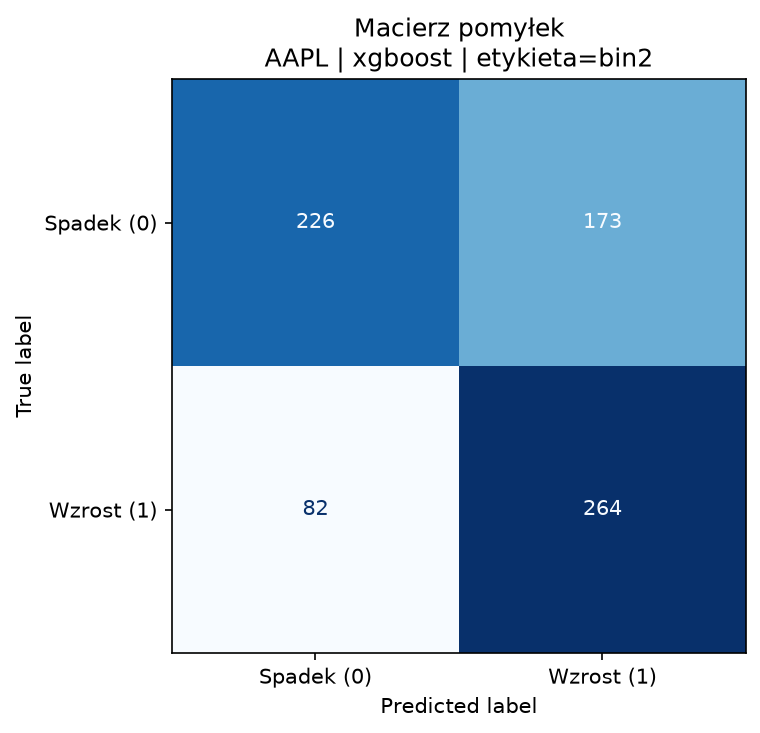 Macierz pomyłek
AAPL | xgboost | etykieta=bin2
Spadek (0)
226
173
True label
Wzrost (1)
82
264
Spadek (0)
Wzrost (1)
Predicted label